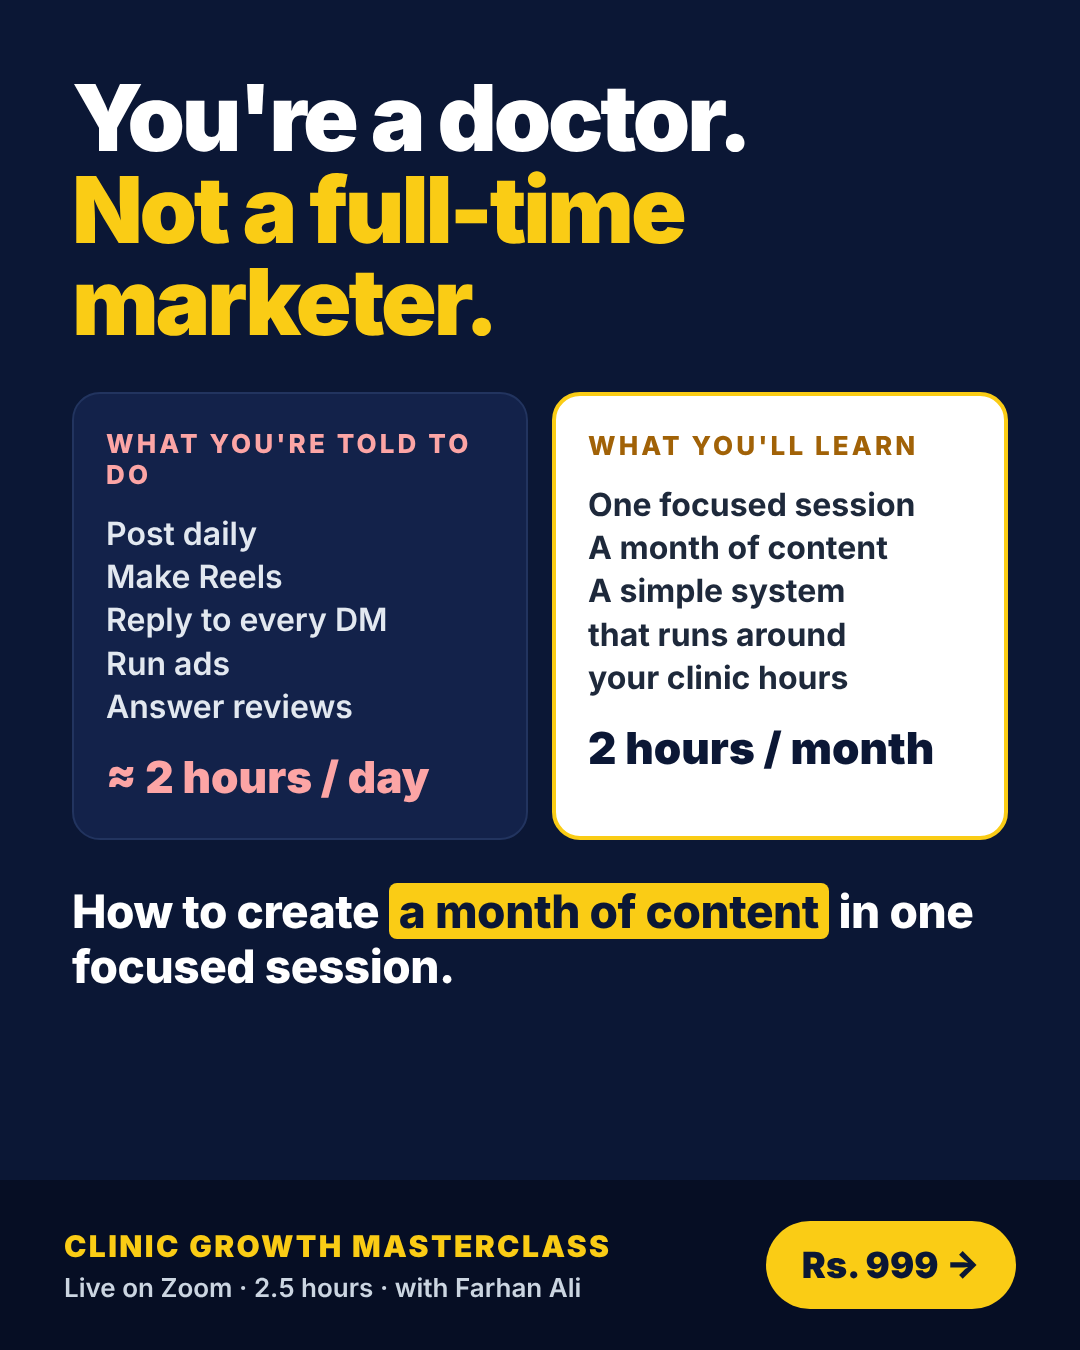 You're a doctor.
Not a full-time
marketer.
WHAT YOU'RE TOLD TO
DO
Post daily
Make Reels
Reply to every DM
Run ads
Answer reviews
≈ 2 hours / day
WHAT YOU'LL LEARN
One focused session
A month of content
A simple system
that runs around
your clinic hours
2 hours / month
How to create a month of content in one
focused session.
CLINIC GROWTH MASTERCLASS
Live on Zoom · 2.5 hours · with Farhan Ali
Rs. 999 →